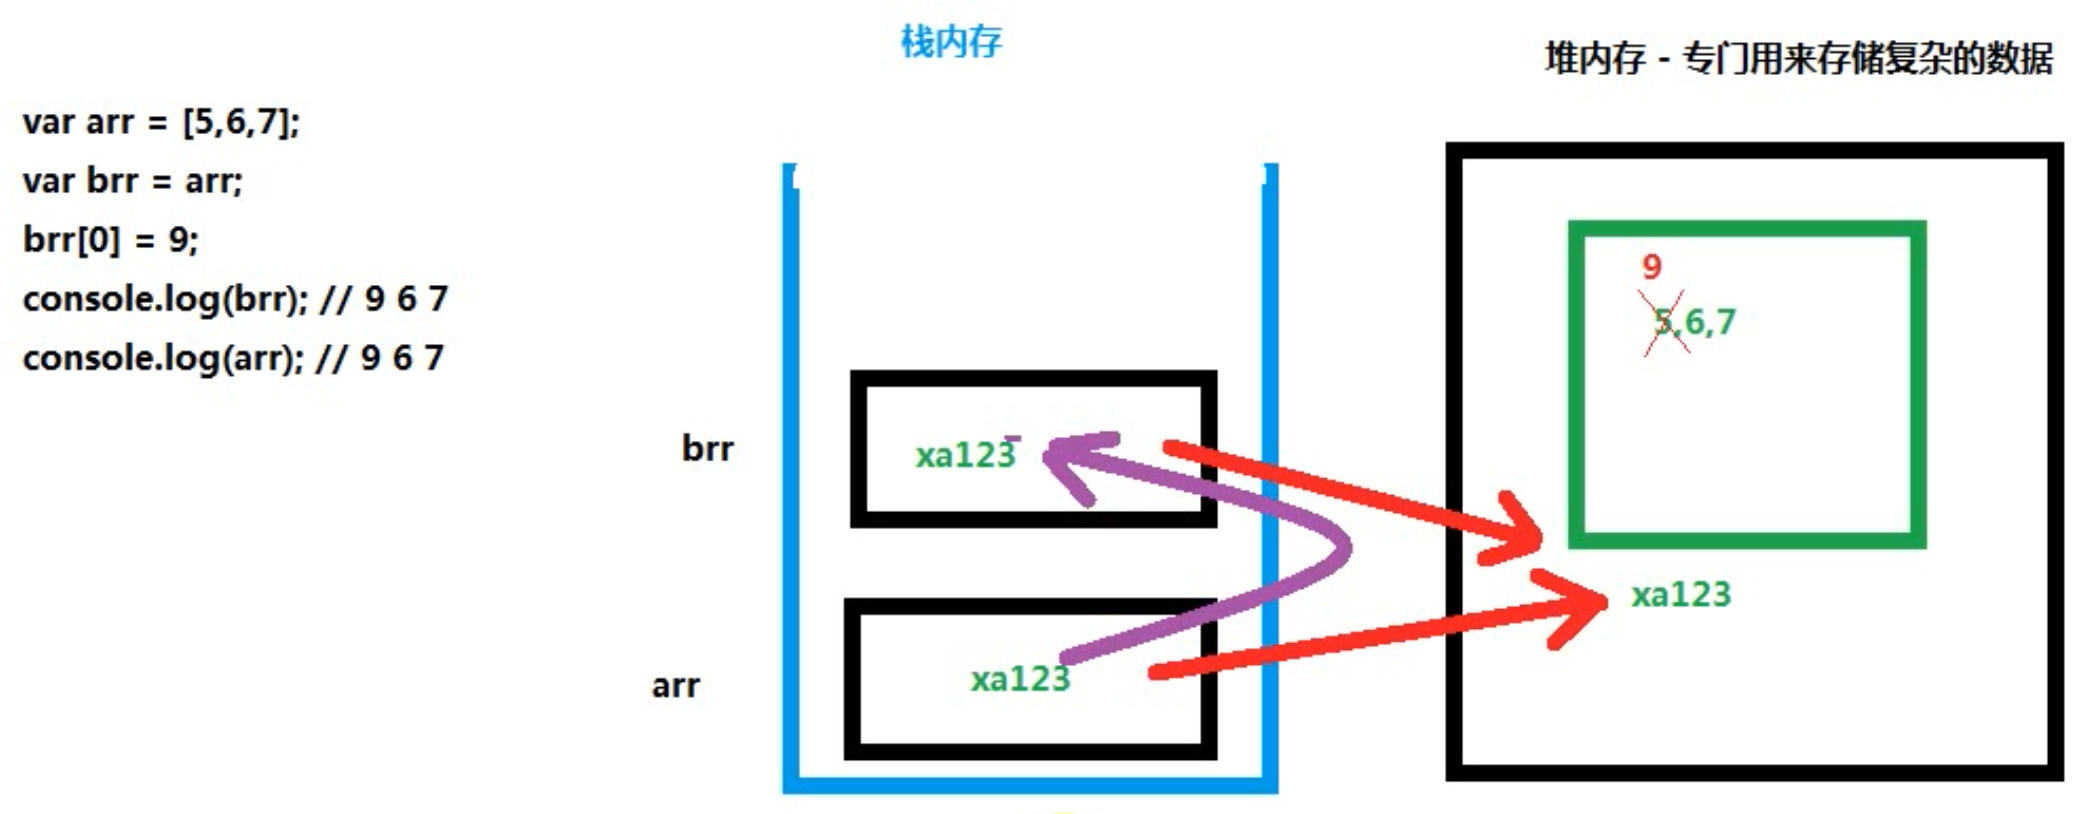 栈内存
堆内存 - 专门用来存储复杂的数据
var arr = [5,6,7];
var brr = arr;
brr[0] = 9;
console.log(brr); // 9 6 7
console.log(arr); // 9 6 7
9
5,6,7
brr
xa123
xa123
arr
xa123